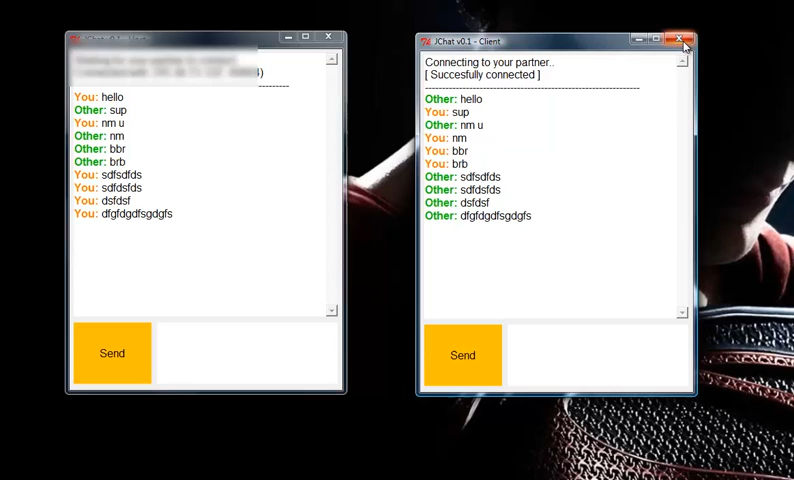 You: hello
Other: sup
You: nm u
Other: nm
Other: bbr
Other: brb
You: sdfsdfds
You: sdfdsfds
You: dsfdsf
You: dfgfdgdfsgdgfs
Send
JChat v0.1 - Client
Connecting to your partner..
[ Succesfully connected ]
Other: hello
You: sup
Other: nm u
You: nm
You: bbr
You: brb
Other: sdfsdfds
Other: sdfdsfds
Other: dsfdsf
Other: dfgfdgdfsgdgfs
Send